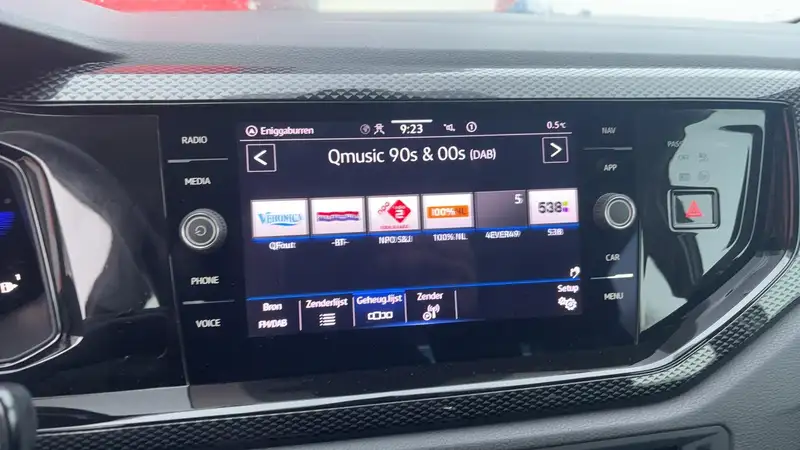 RADIO
MEDIA
PHONE
VOICE
Eniggaburren
9:23
0.5°C
Qmusic 90s & 00s (DAB)
VERONICA
100% NL
538
-BT-
100% NL
4EVER49
538
Setup
Bron
FM/DAB
Zenderlijst
Geheug.lijst
Zender
NAV
APP
CAR
MENU